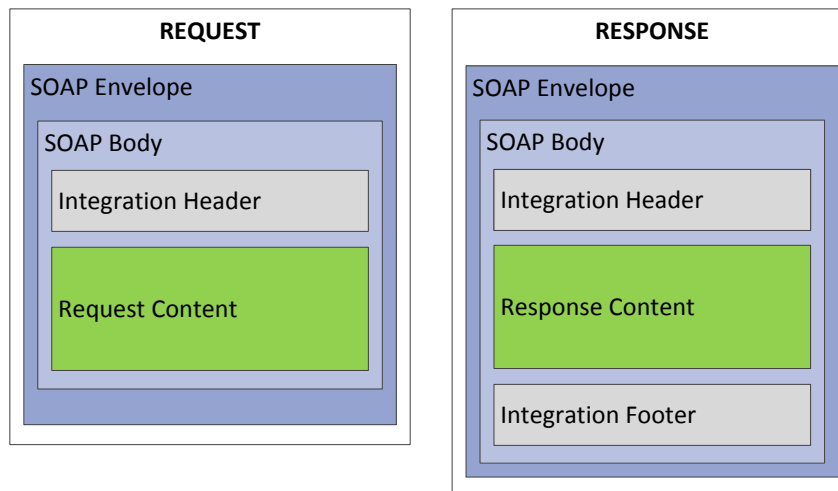 REQUEST
SOAP Envelope
SOAP Body
Integration Header
Request Content
RESPONSE
SOAP Envelope
SOAP Body
Integration Header
Response Content
Integration Footer